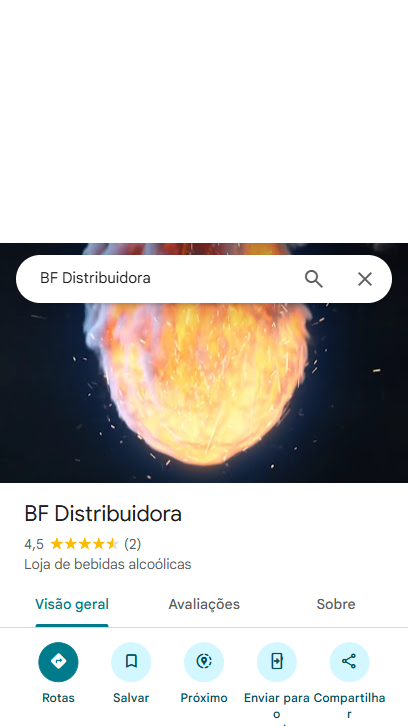 BF Distribuidora
BF Distribuidora
4,5 (2)
Loja de bebidas alcoólicas
Visão geral Avaliações Sobre
Rotas Salvar Próximo Enviar para o Compartilhar